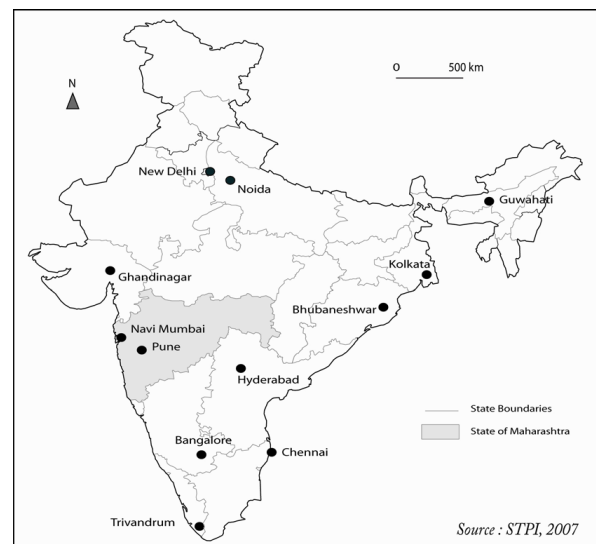 O
500 km
N
New Delhi
Noida
Guwahati
Kolkata
Ghandinagar
Bhubaneshwar
Navi Mumbai
Pune
Hyderabad
State Boundaries
State of Maharashtra
Bangalore
Chennai
Trivandrum
Source : STPI, 2007